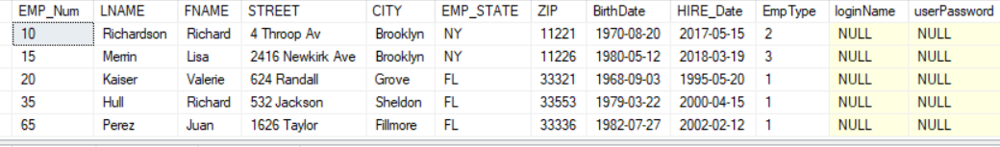 EMP_Num LNAME FNAME STREET CITY EMP_STATE ZIP BirthDate HIRE_Date EmpType loginName userPassword
10 Richardson Richard 4 Throop Av Brooklyn NY 11221 1970-08-20 2017-05-15 2 NULL NULL
15 Merrin Lisa 2416 Newkirk Ave Brooklyn NY 11226 1980-05-12 2018-03-19 3 NULL NULL
20 Kaiser Valerie 624 Randall Grove FL 33321 1968-09-03 1995-05-20 1 NULL NULL
35 Hull Richard 532 Jackson Sheldon FL 33553 1979-03-22 2000-04-15 1 NULL NULL
65 Perez Juan 1626 Taylor Fillmore FL 33336 1982-07-27 2002-02-12 1 NULL NULL